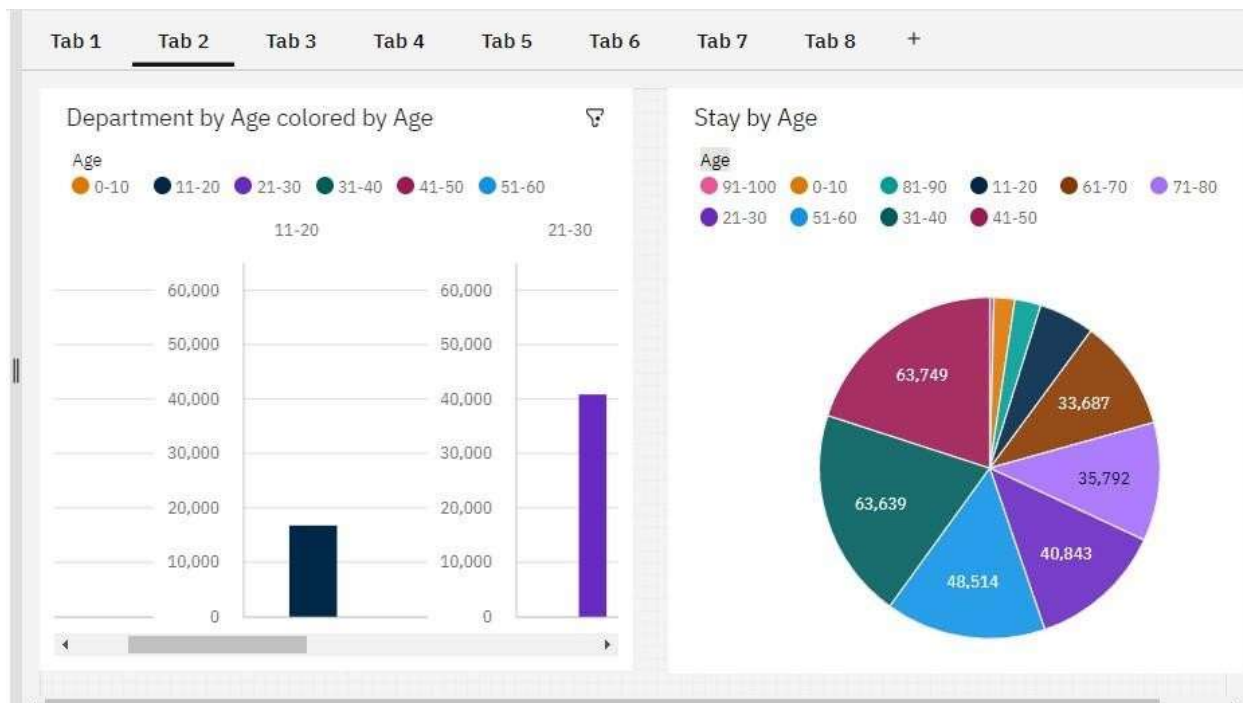 Tab 1 Tab 2 Tab 3 Tab 4 Tab 5 Tab 6 Tab 7 Tab 8 +
Department by Age colored by Age
Age
0-10 11-20 21-30 31-40 41-50 51-60
11-20 21-30
60,000 60,000
50,000 50,000
40,000 40,000
30,000 30,000
20,000 20,000
10,000 10,000
0 0
Stay by Age
Age
91-100 0-10 81-90 11-20 61-70 71-80
21-30 51-60 31-40 41-50
63,749
33,687
35,792
63,639
40,843
48,514